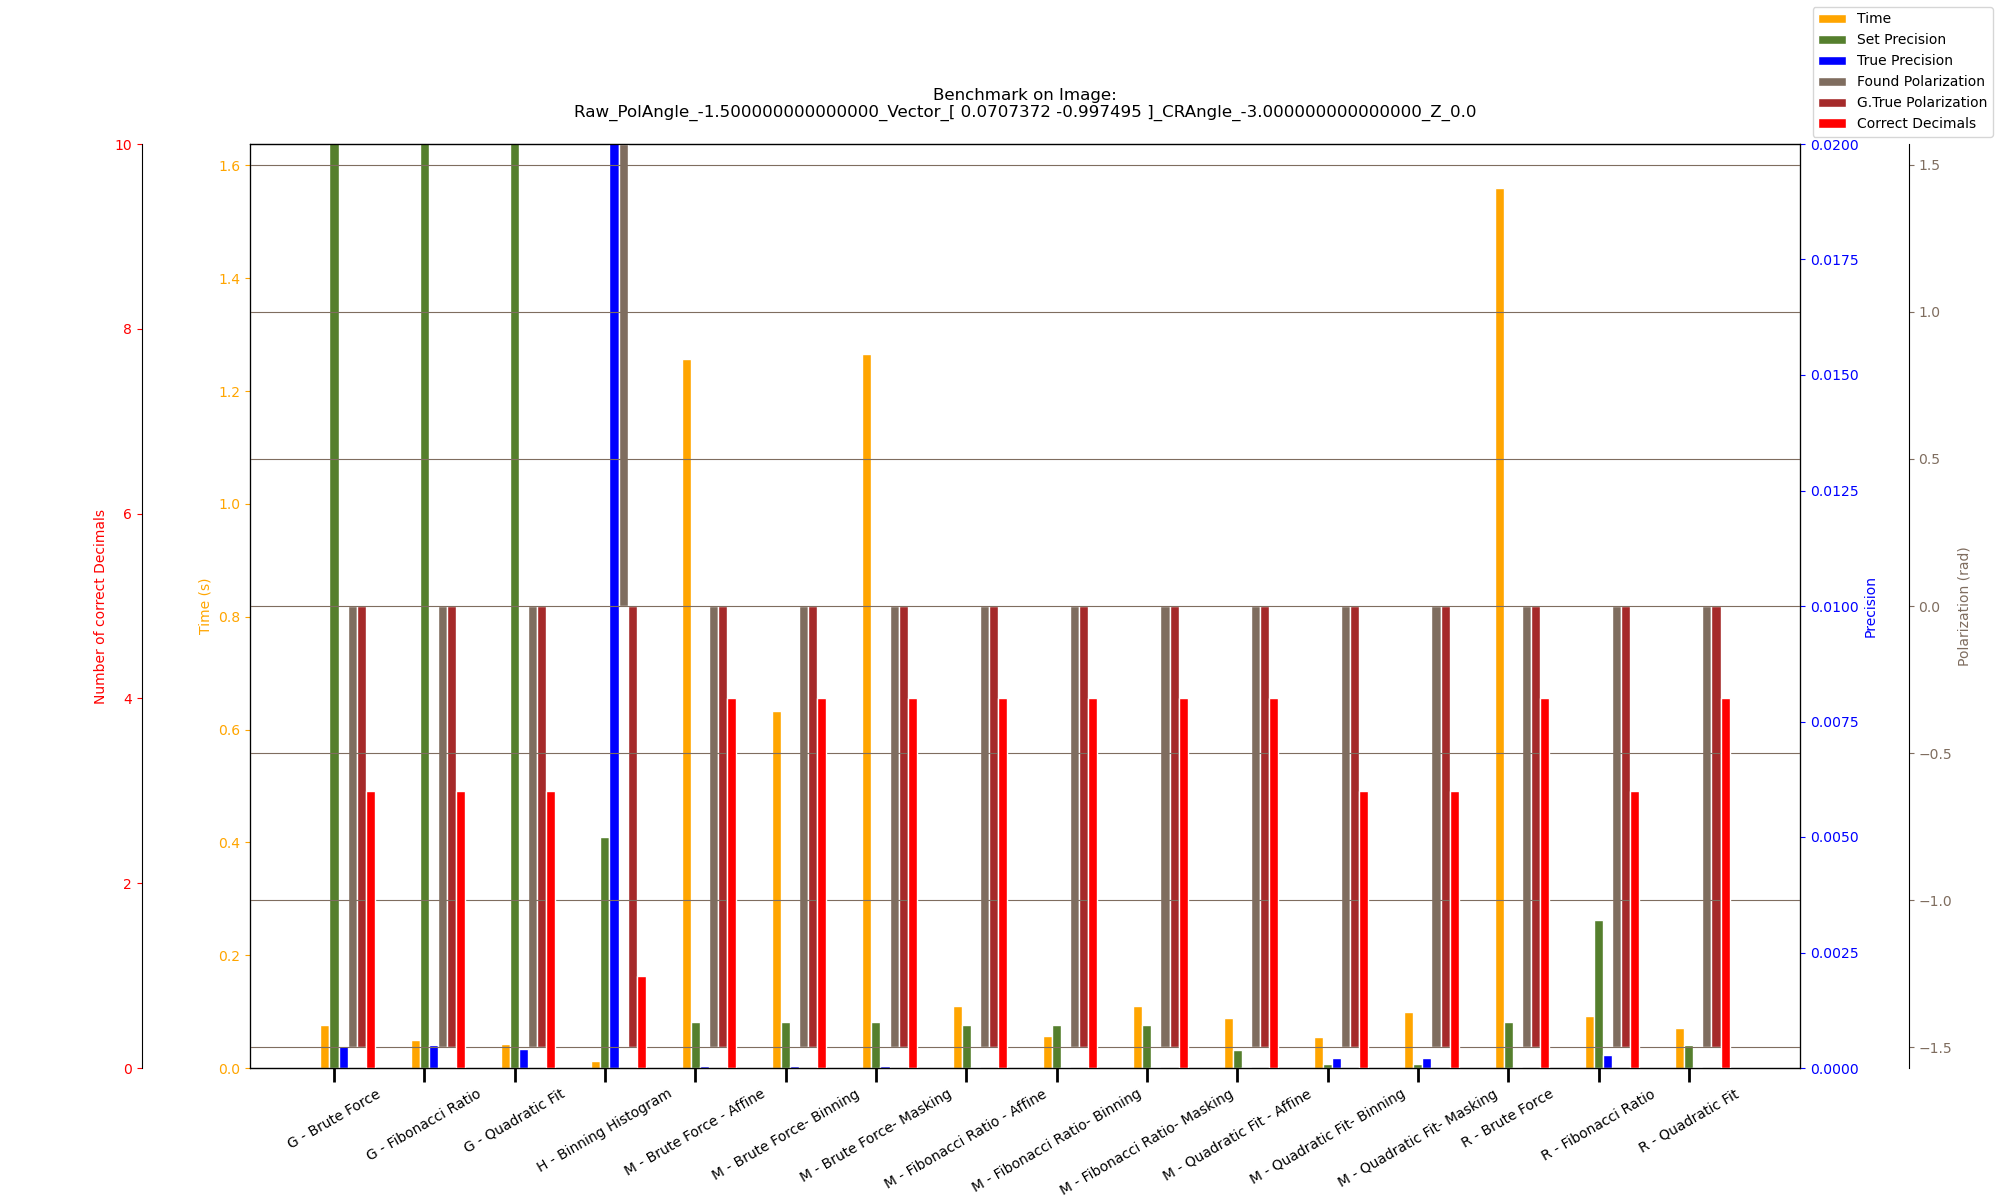 Time
Set Precision
True Precision
Found Polarization
G.True Polarization
Correct Decimals
Benchmark on Image:
Raw_PolAngle_-1.500000000000000_Vector_[ 0.0707372 -0.997495 ]_CRAngle_-3.000000000000000_Z_0.0
10
8
6
4
2
0
Number of correct Decimals
1.6
1.4
1.2
1.0
0.8
0.6
0.4
0.2
0.0
Time (s)
0.0200
0.0175
0.0150
0.0125
0.0100
0.0075
0.0050
0.0025
0.0000
Precision
1.5
1.0
0.5
0.0
−0.5
−1.0
−1.5
Polarization (rad)
G - Brute Force
G - Fibonacci Ratio
G - Quadratic Fit
H - Binning Histogram
M - Brute Force - Affine
M - Brute Force- Binning
M - Brute Force- Masking
M - Fibonacci Ratio - Affine
M - Fibonacci Ratio- Binning
M - Fibonacci Ratio- Masking
M - Quadratic Fit - Affine
M - Quadratic Fit- Binning
M - Quadratic Fit- Masking
R - Brute Force
R - Fibonacci Ratio
R - Quadratic Fit